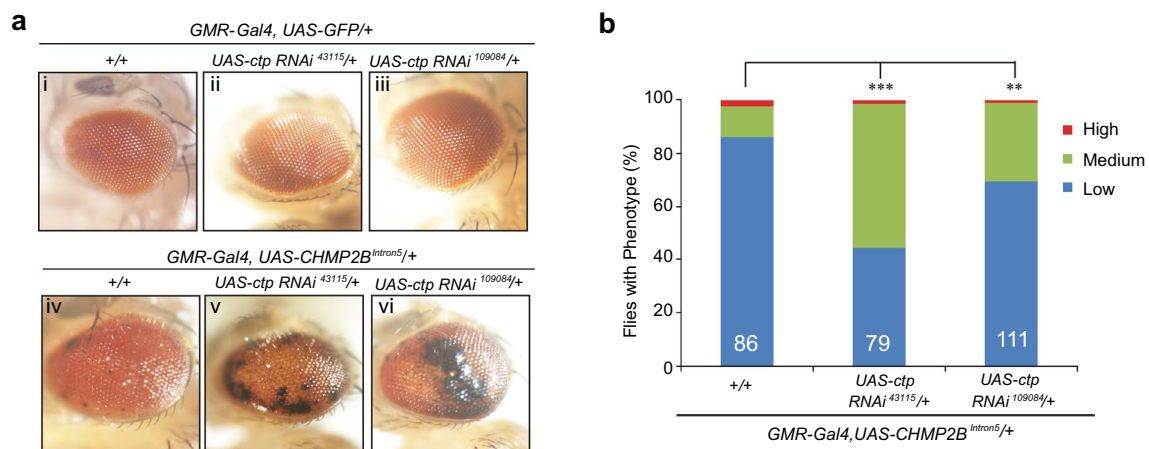 a
GMR-Gal4, UAS-GFP/+
+/+ UAS-ctp RNAi 43115/+ UAS-ctp RNAi 109084/+
i ii iii
GMR-Gal4, UAS-CHMP2B Intron5/+
+/+ UAS-ctp RNAi 43115/+ UAS-ctp RNAi 109084/+
iv v vi
b
*** **
Flies with Phenotype (%)
100
80
60
40
20
0
High
Medium
Low
86 79 111
+/+ UAS-ctp RNAi 43115/+ UAS-ctp RNAi 109084/+
GMR-Gal4,UAS-CHMP2B Intron5/+